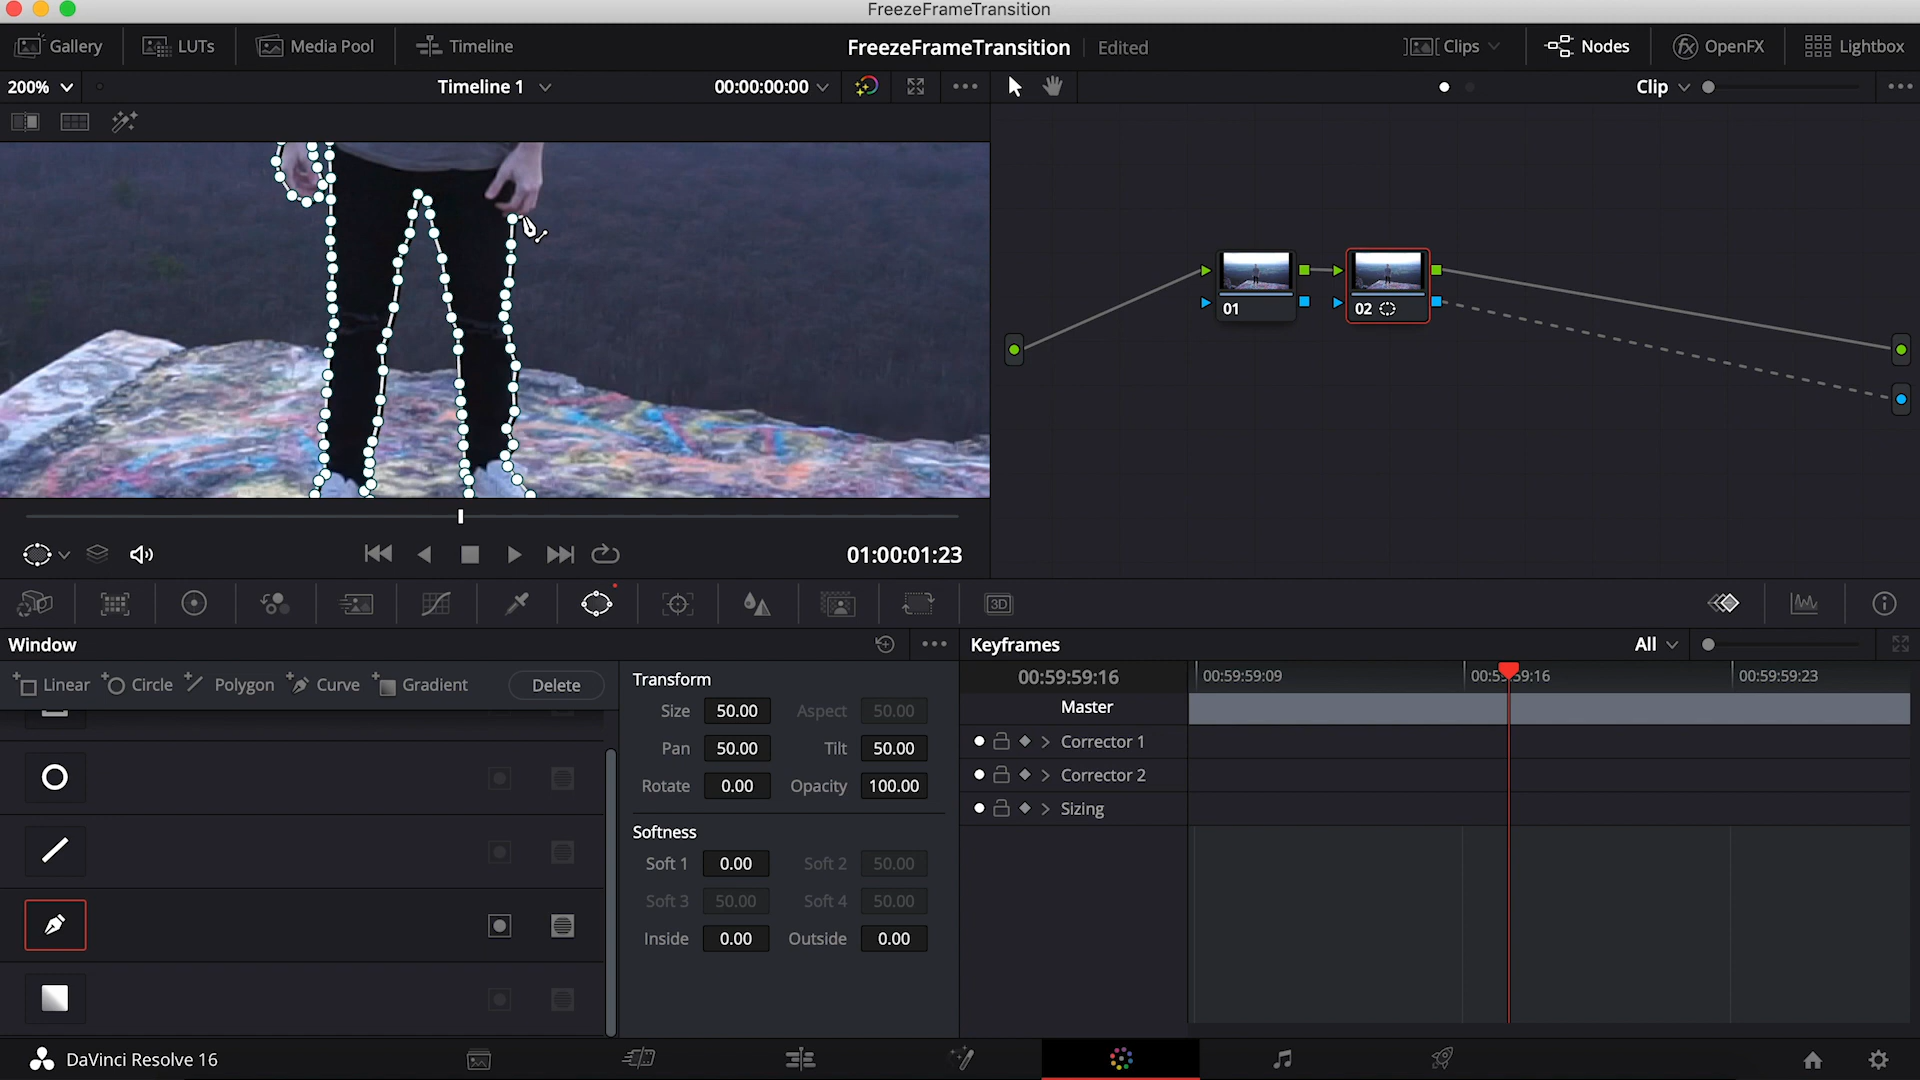 FreezeFrameTransition
Gallery LUTs Media Pool Timeline FreezeFrameTransition Edited Clips Nodes OpenFX Lightbox
200% Timeline 1 00:00:00:00 Clip
01 02
01:00:01:23
3D
Window Keyframes All
Linear Circle Polygon Curve Gradient Delete
Transform
Size 50.00 Aspect 50.00
Pan 50.00 Tilt 50.00
Rotate 0.00 Opacity 100.00
Softness
Soft 1 0.00 Soft 2 50.00
Soft 3 50.00 Soft 4 50.00
Inside 0.00 Outside 0.00
00:59:59:16 00:59:59:09 00:59:59:16 00:59:59:23
Master
Corrector 1
Corrector 2
Sizing
DaVinci Resolve 16